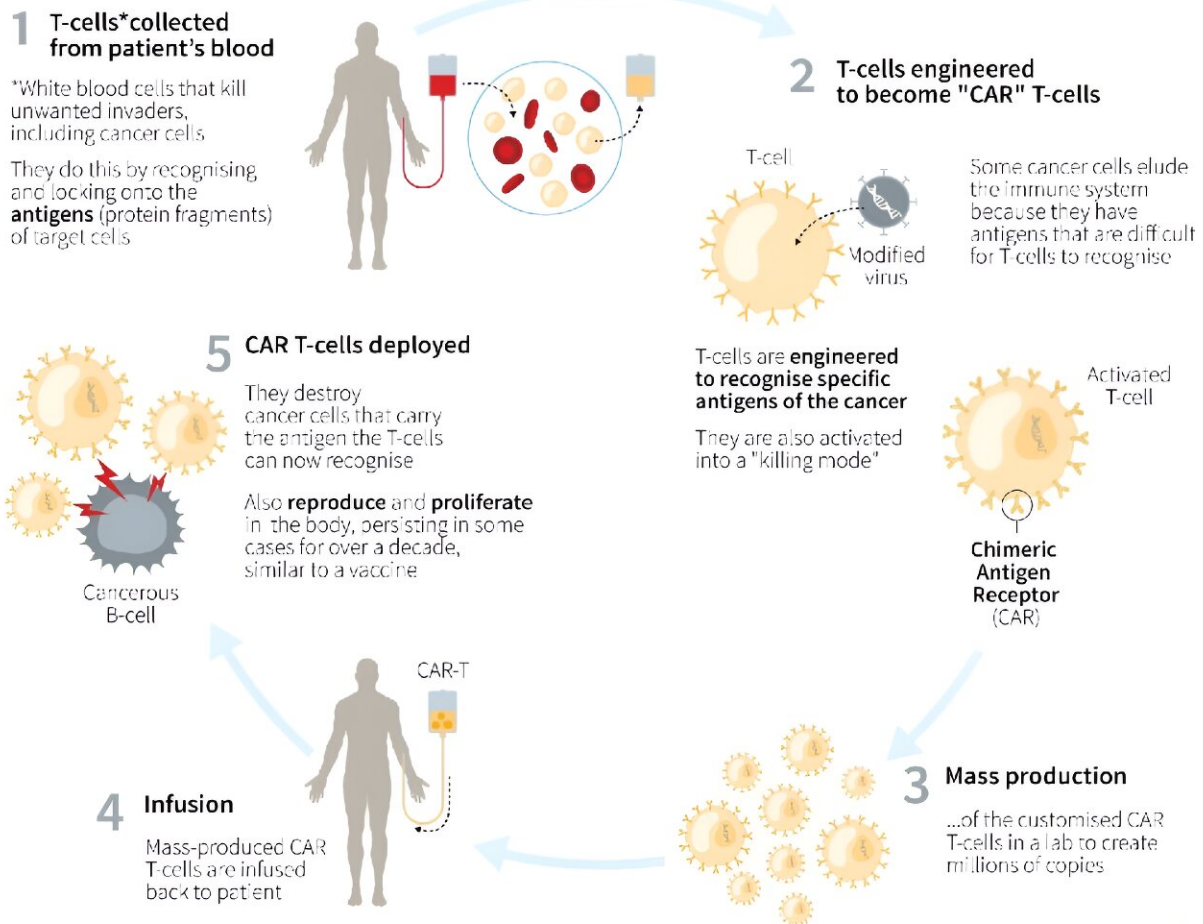 1
T-cells*collected
from patient's blood
*White blood cells that kill
unwanted invaders,
including cancer cells
They do this by recognising
and locking onto the
antigens (protein fragments)
of target cells
2
T-cells engineered
to become "CAR" T-cells
T-cell
Modified
virus
Some cancer cells elude
the immune system
because they have
antigens that are difficult
for T-cells to recognise
T-cells are engineered
to recognise specific
antigens of the cancer
They are also activated
into a "killing mode"
Activated
T-cell
Chimeric
Antigen
Receptor
(CAR)
3
Mass production
...of the customised CAR
T-cells in a lab to create
millions of copies
4
Infusion
Mass-produced CAR
T-cells are infused
back to patient
CAR-T
5
CAR T-cells deployed
They destroy
cancer cells that carry
the antigen the T-cells
can now recognise
Also reproduce and proliferate
in the body, persisting in some
cases for over a decade,
similar to a vaccine
Cancerous
B-cell